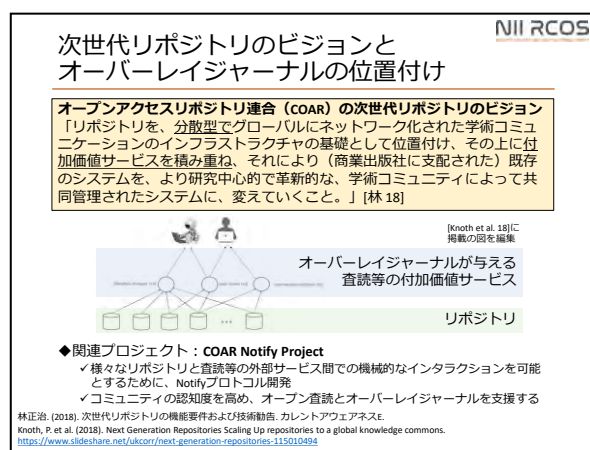 NII RCOS
次世代リポジトリのビジョンと
オーバーレイジャーナルの位置付け
オープンアクセスリポジトリ連合（COAR）の次世代リポジトリのビジョン
「リポジトリを、分散型でグローバルにネットワーク化された学術コミュ
ニケーションのインフラストラクチャの基礎として位置付け、その上に付
加価値サービスを積み重ね、それにより（商業出版社に支配された）既存
のシステムを、より研究中心的で革新的な、学術コミュニティによって共
同管理されたシステムに、変えていくこと。」[林 18]
[Knoth et al. 18]に
掲載の図を編集
オーバーレイジャーナルが与える
査読等の付加価値サービス
リポジトリ
◆関連プロジェクト：COAR Notify Project
✓様々なリポジトリと査読等の外部サービス間での機械的なインタラクションを可能
とするために、Notifyプロトコル開発
✓コミュニティの認知度を高め、オープン査読とオーバーレイジャーナルを支援する
林正治. (2018). 次世代リポジトリの機能要件および技術勧告. カレントアウェアネスE.
Knoth, P. et al. (2018). Next Generation Repositories Scaling Up repositories to a global knowledge commons.
https://www.slideshare.net/ukcorr/next-generation-repositories-115010494